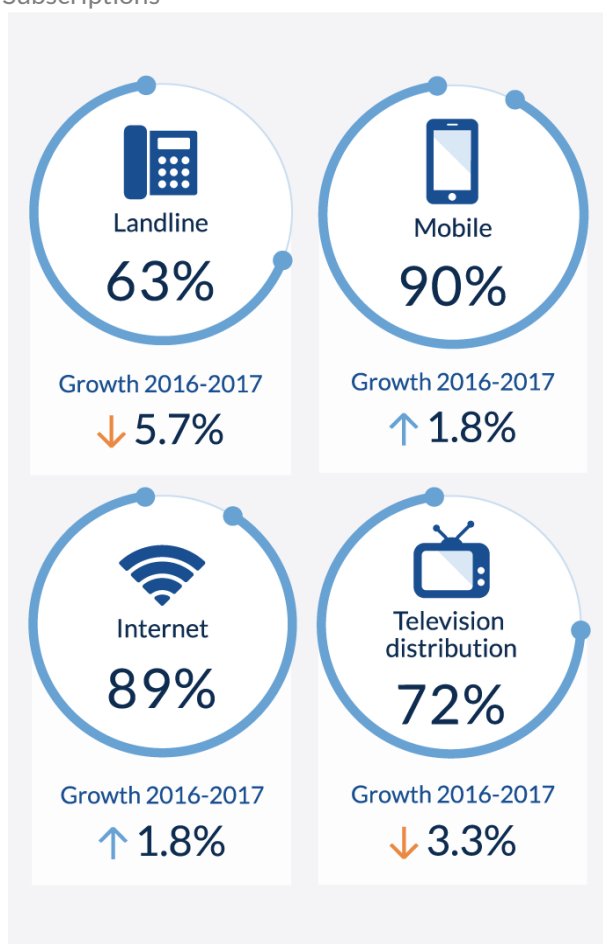 Subscriptions
Landline
63%
Growth 2016-2017
↓ 5.7%
Mobile
90%
Growth 2016-2017
↑ 1.8%
Internet
89%
Growth 2016-2017
↑ 1.8%
Television
distribution
72%
Growth 2016-2017
↓ 3.3%